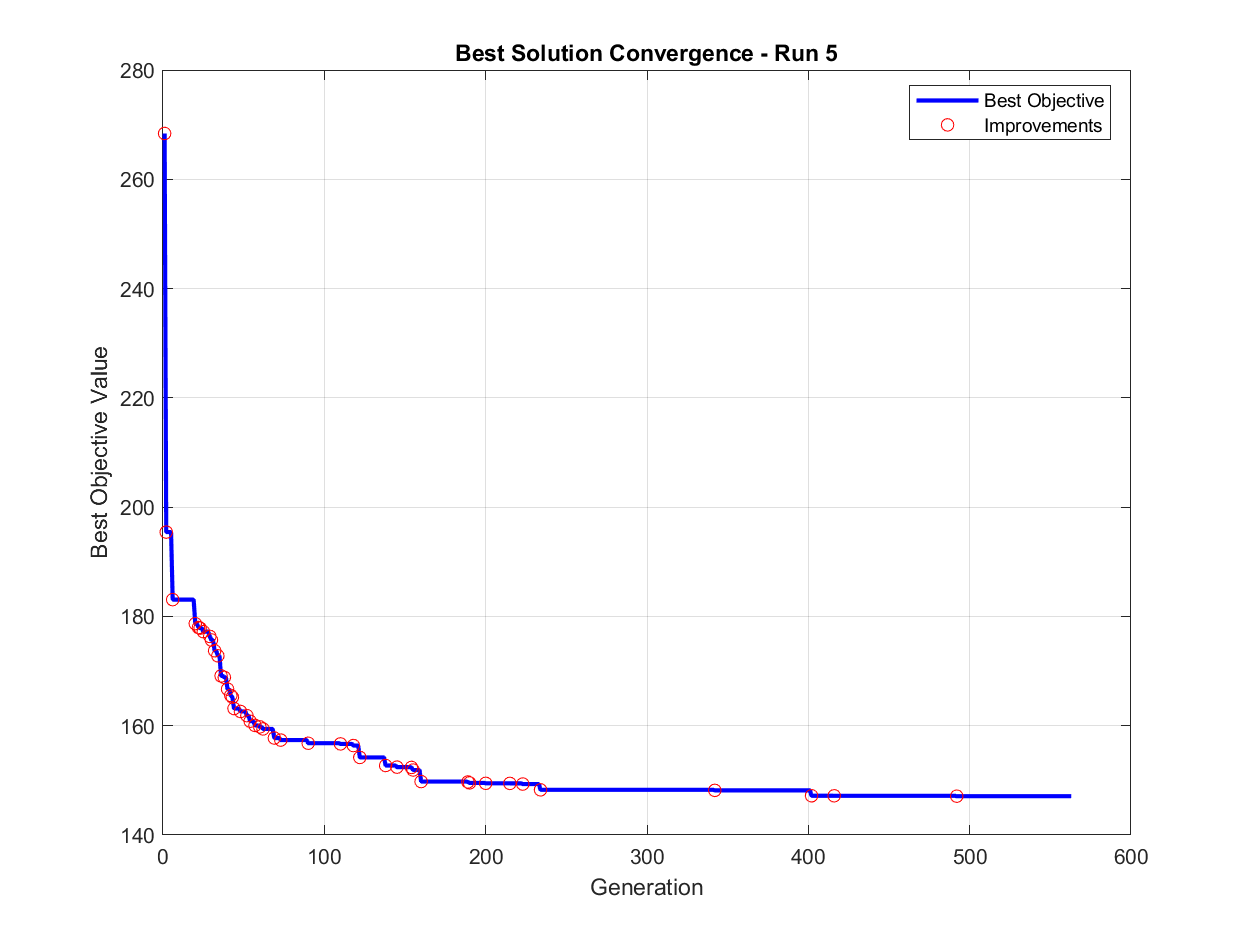 Best Solution Convergence - Run 5
280
260
240
220
200
180
160
140
0 100 200 300 400 500 600
Generation
Best Objective Value
Best Objective
Improvements